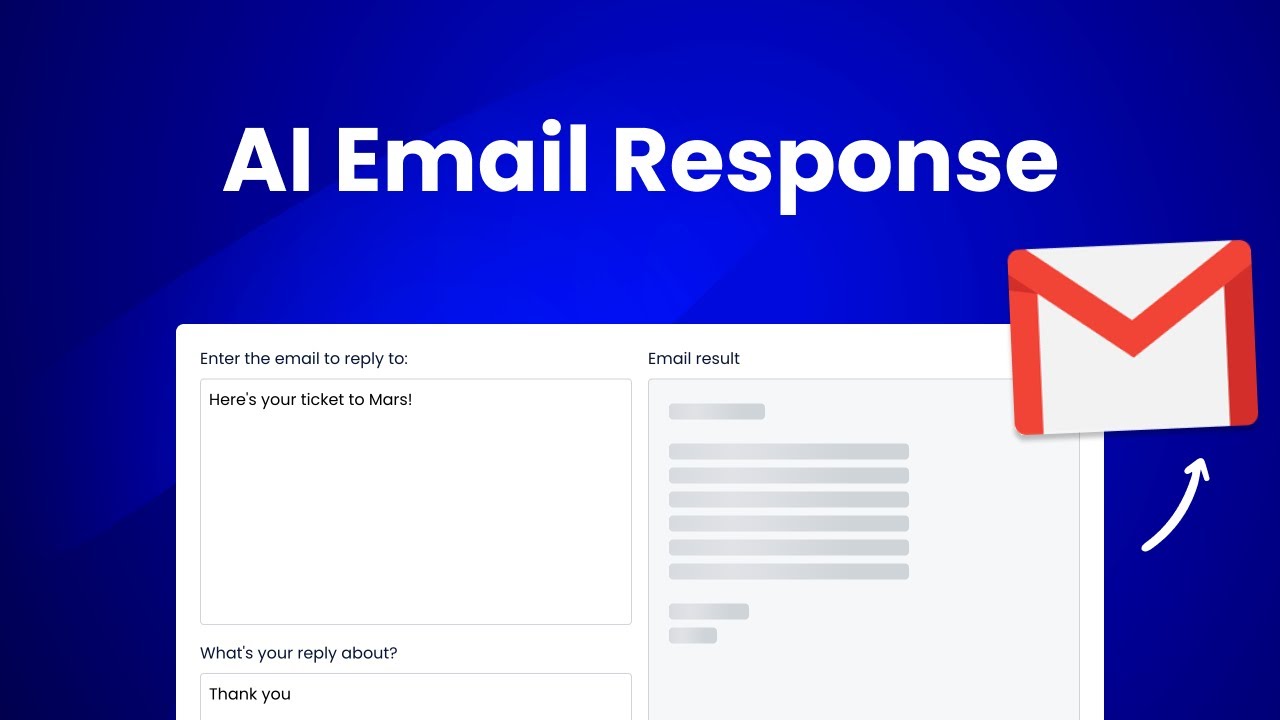 AI Email Response
Enter the email to reply to:
Here's your ticket to Mars!
What's your reply about?
Thank you
Email result